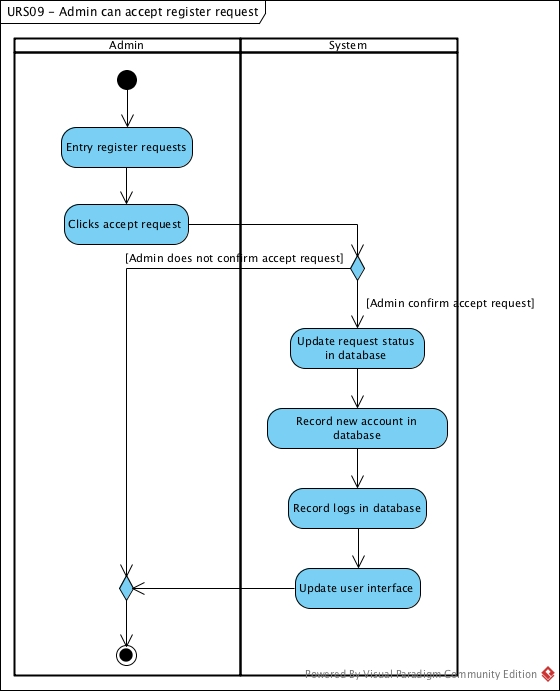 URS09 - Admin can accept register request
Admin
System
Entry register requests
Clicks accept request
[Admin does not confirm accept request]
[Admin confirm accept request]
Update request status
in database
Record new account in
database
Record logs in database
Update user interface
Powered By Visual Paradigm Community Edition